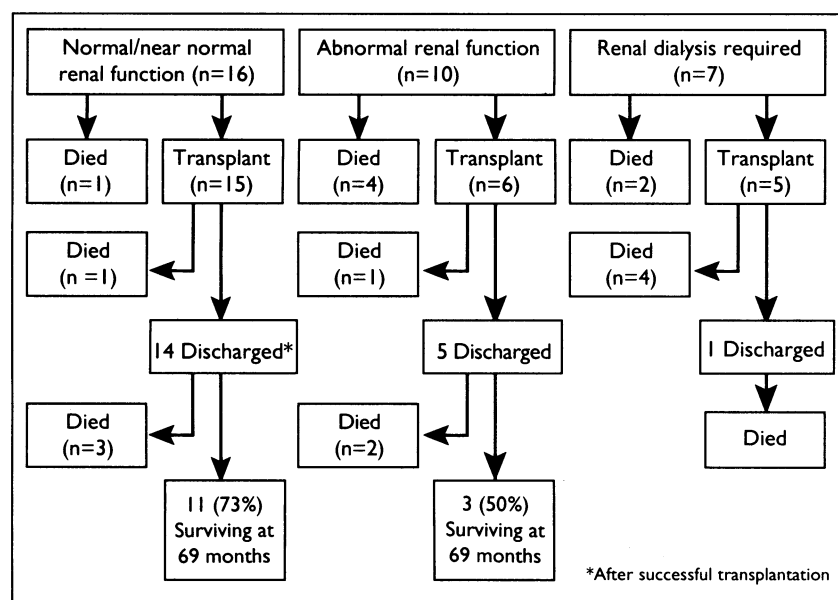 Normal/near normal
renal function (n=16)
Abnormal renal function
(n=10)
Renal dialysis required
(n=7)
Died
(n=1)
Transplant
(n=15)
Died
(n=4)
Transplant
(n=6)
Died
(n=2)
Transplant
(n=5)
Died
(n =1)
Died
(n=1)
Died
(n=4)
14 Discharged*
5 Discharged
1 Discharged
Died
(n=3)
Died
(n=2)
Died
11 (73%)
Surviving at
69 months
3 (50%)
Surviving at
69 months
*After successful transplantation